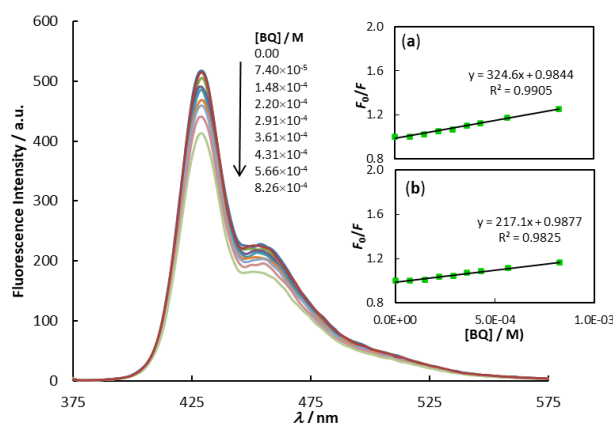 600
500
400
300
200
100
0
Fluorescence Intensity / a.u.
375
425
475
525
575
λ / nm
[BQ] / M
0.00
7.40×10⁻⁵
1.48×10⁻⁴
2.20×10⁻⁴
2.91×10⁻⁴
3.61×10⁻⁴
4.31×10⁻⁴
5.66×10⁻⁴
8.26×10⁻⁴
(a)
2.0
1.6
1.2
0.8
F₀/F
y = 324.6x + 0.9844
R² = 0.9905
(b)
2.0
1.6
1.2
0.8
F₀/F
y = 217.1x + 0.9877
R² = 0.9825
0.0E+00
5.0E-04
1.0E-03
[BQ] / M